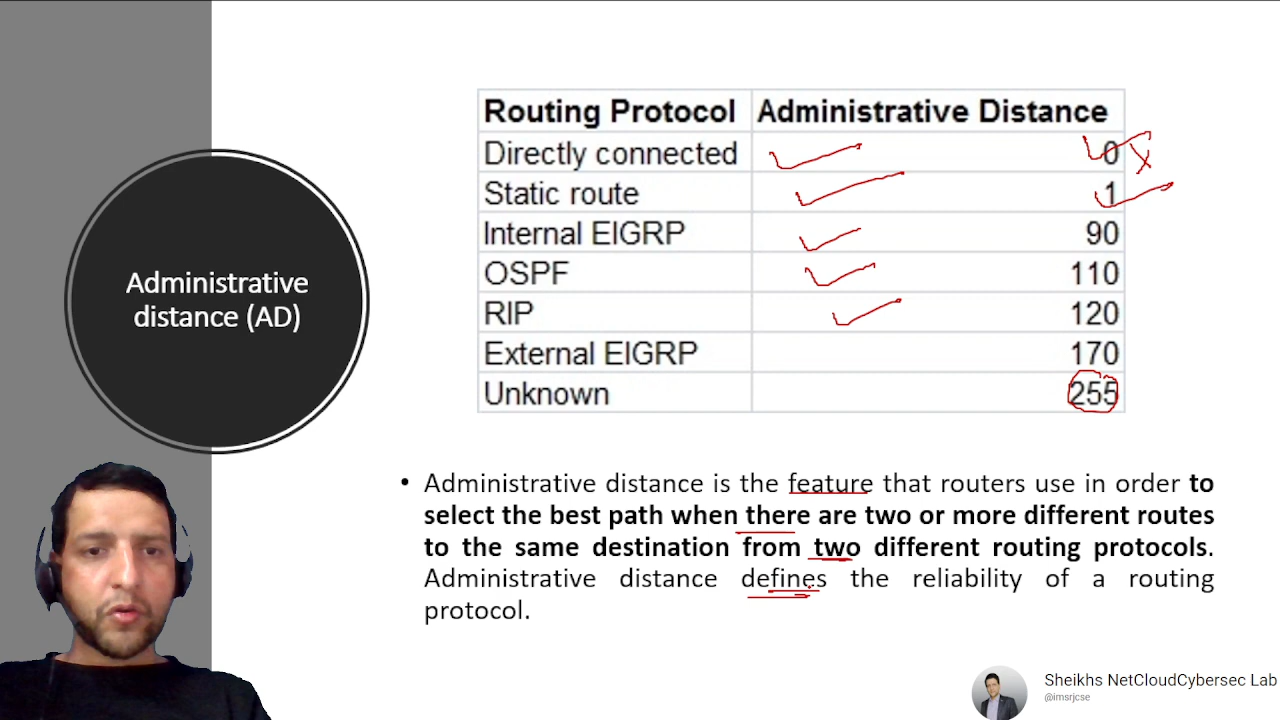 Administrative
distance (AD)
Routing Protocol Administrative Distance
Directly connected 0
Static route 1
Internal EIGRP 90
OSPF 110
RIP 120
External EIGRP 170
Unknown 255
• Administrative distance is the feature that routers use in order to
select the best path when there are two or more different routes
to the same destination from two different routing protocols.
Administrative distance defines the reliability of a routing
protocol.
Sheikhs NetCloudCybersec Lab
@imsrjcse